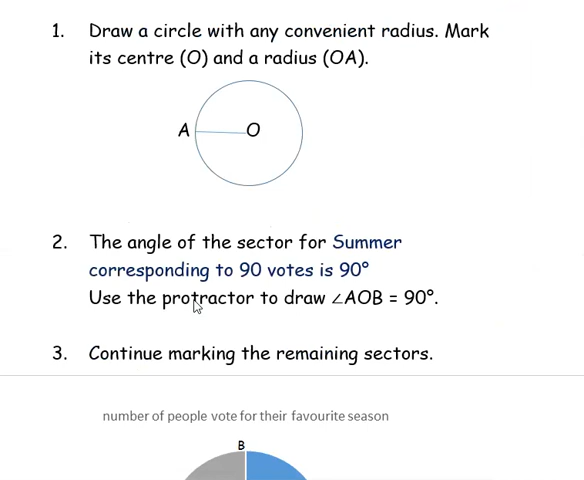 1. Draw a circle with any convenient radius. Mark
its centre (O) and a radius (OA).
A O
2. The angle of the sector for Summer
corresponding to 90 votes is 90°
Use the protractor to draw ∠AOB = 90°.
3. Continue marking the remaining sectors.
number of people vote for their favourite season
B